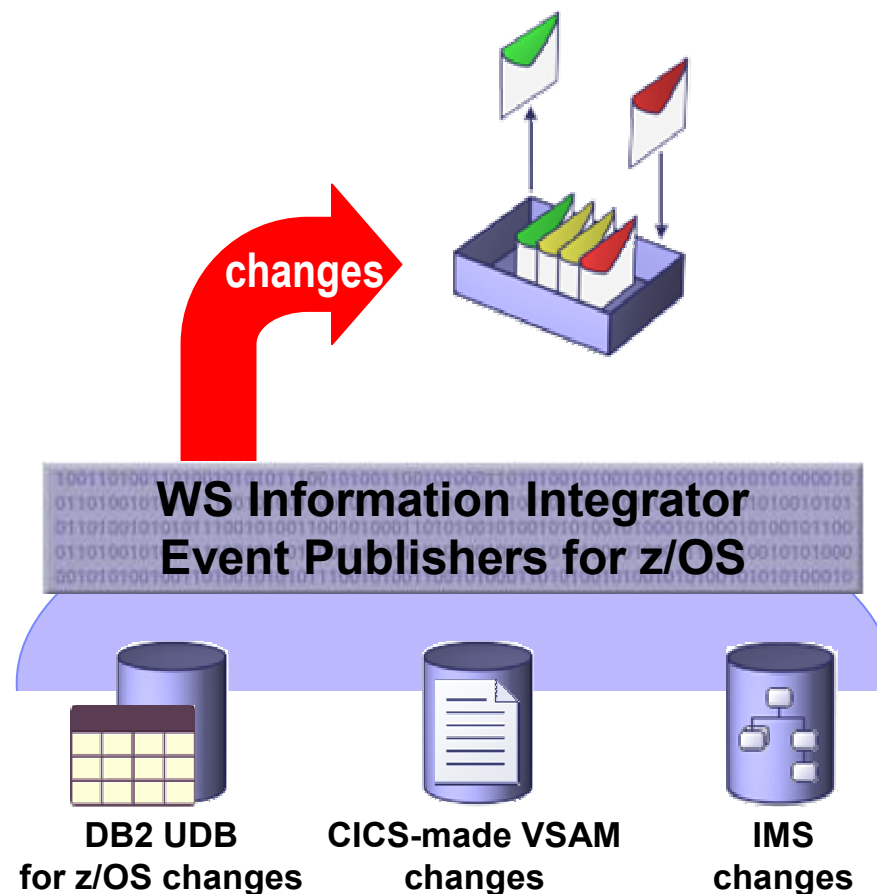 changes
WS Information Integrator
Event Publishers for z/OS
DB2 UDB
for z/OS changes
CICS-made VSAM
changes
IMS
changes